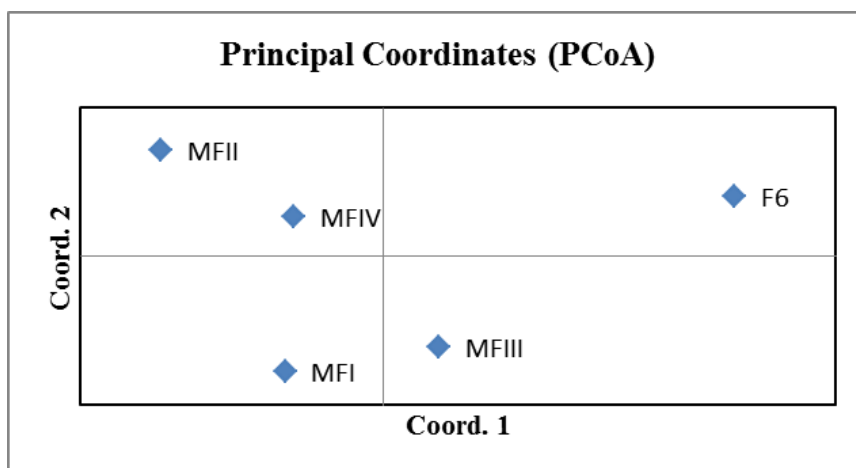 Principal Coordinates (PCoA)
MFII
F6
MFIV
Coord. 2
MFIII
MFI
Coord. 1